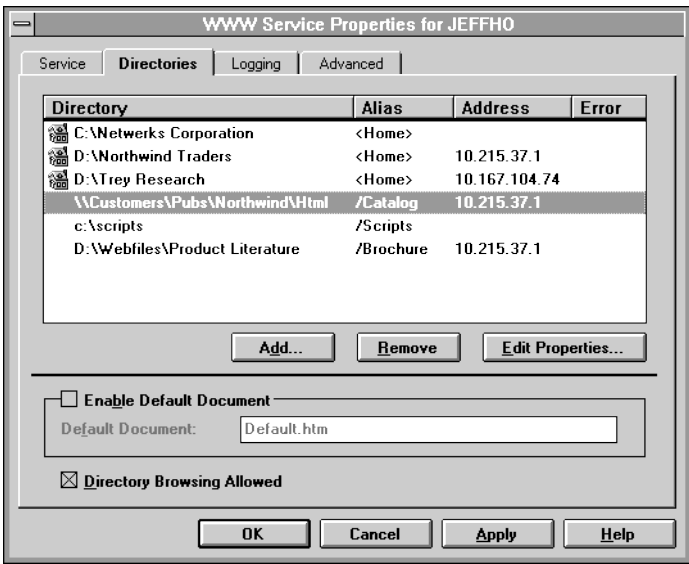 WWW Service Properties for JEFFHO
Service Directories Logging Advanced
Directory Alias Address Error
C:\Netwerks Corporation <Home>
D:\Northwind Traders <Home> 10.215.37.1
D:\Trey Research <Home> 10.167.104.74
\\Customers\Pubs\Northwind\Html /Catalog 10.215.37.1
c:\scripts /Scripts
D:\Webfiles\Product Literature /Brochure 10.215.37.1
Add... Remove Edit Properties...
Enable Default Document
Default Document: Default.htm
Directory Browsing Allowed
OK Cancel Apply Help